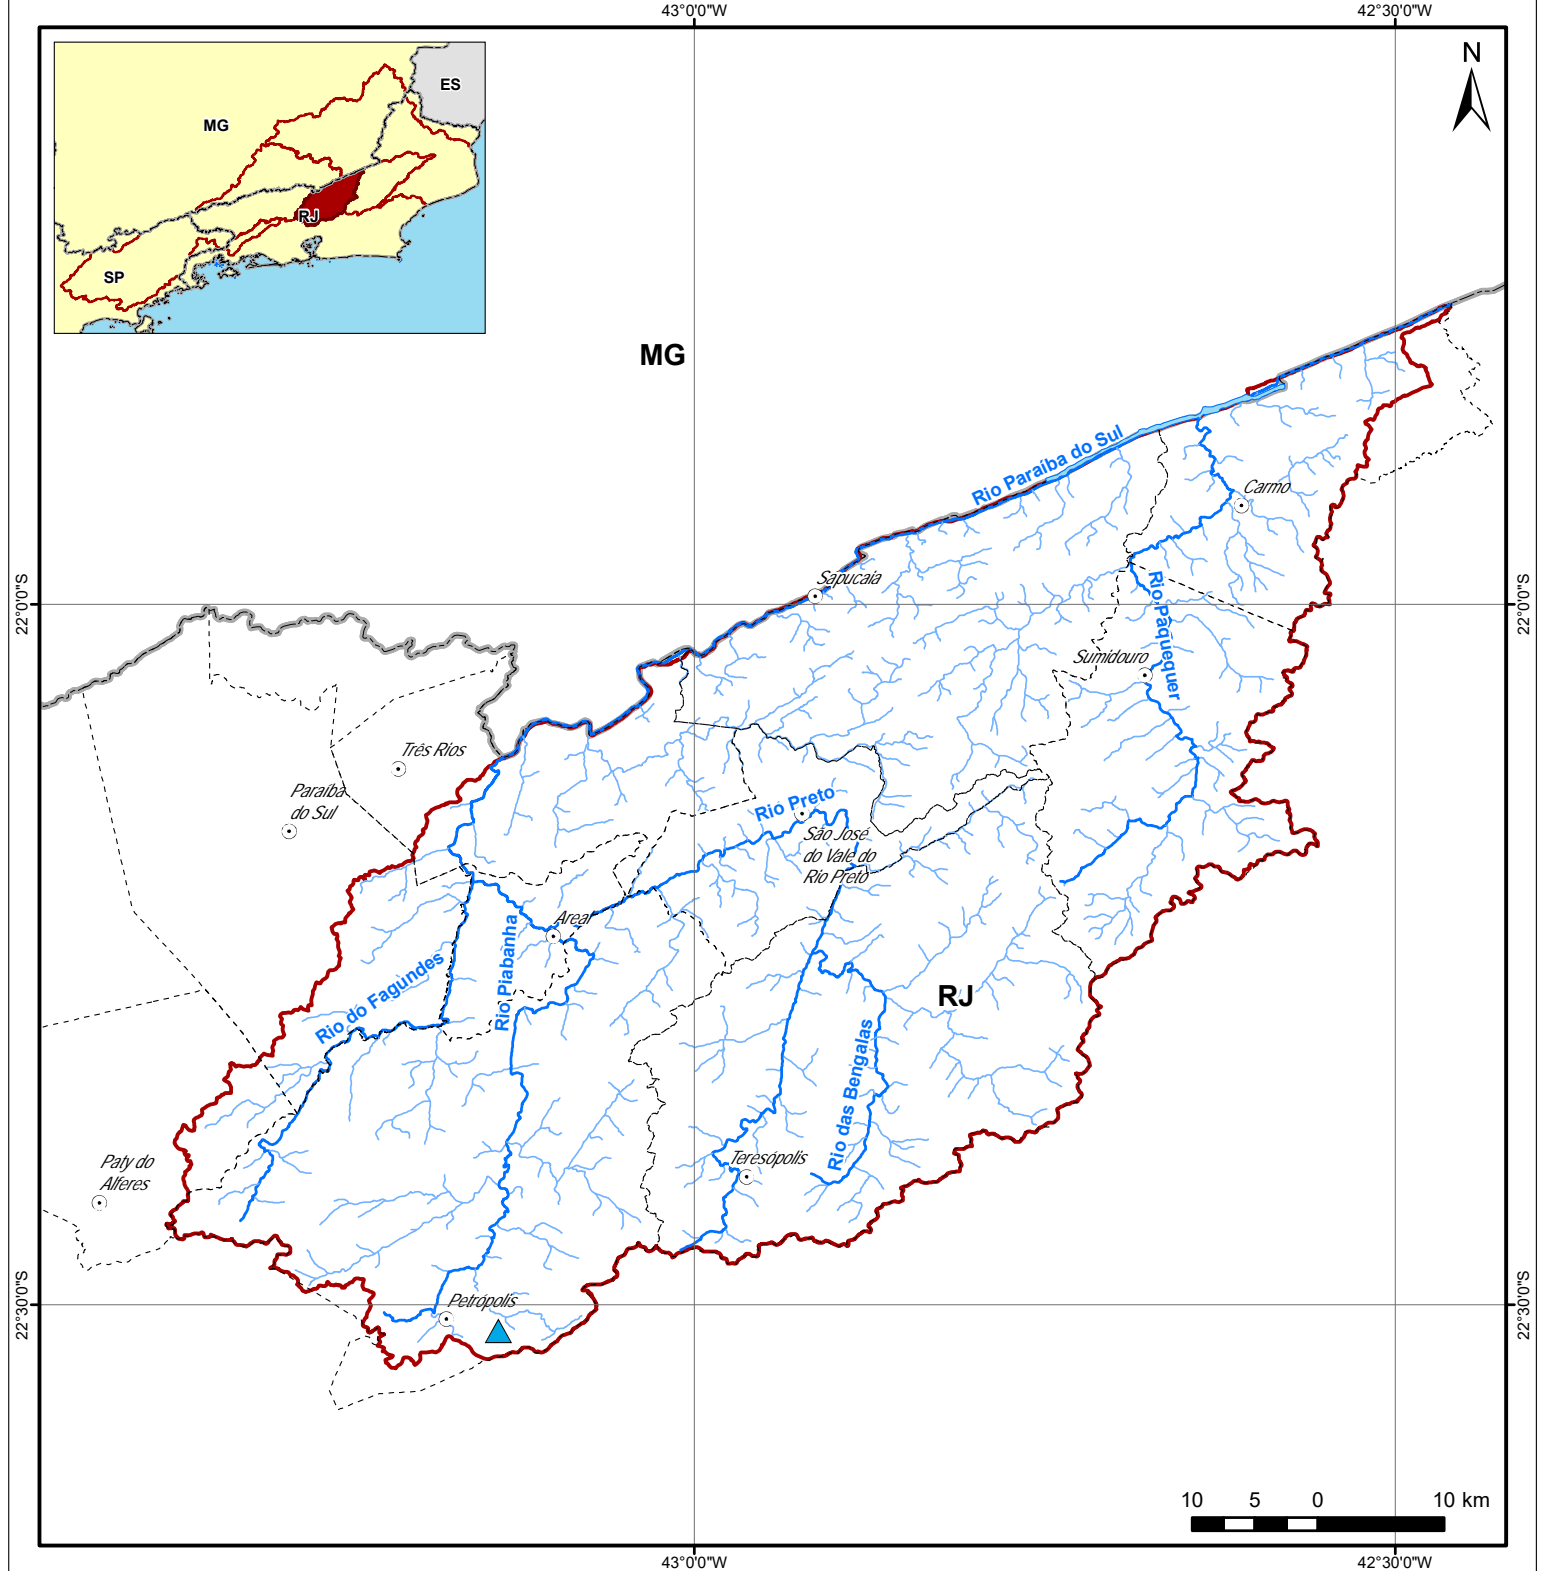 43°0'0"W
42°30'0"W
N
ES
MG
RJ
SP
MG
Rio Paraíba do Sul
Carmo
Sapucaia
22°0'0"S
22°0'0"S
Rio Paquequer
Sumidouro
Três Rios
Paraíba
do Sul
Rio Preto
São José
do Vale do
Rio Preto
Areal
Rio Piabanha
Rio do Fagundes
RJ
Rio das Bengalas
Teresópolis
Paty do
Alferes
Petrópolis
22°30'0"S
22°30'0"S
10 5 0 10 km
43°0'0"W
42°30'0"W